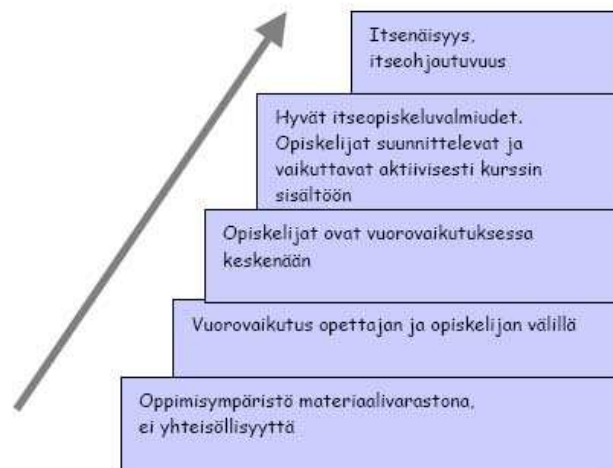 Itsenäisyys,
itseohjautuvuus
Hyvät itseopiskeluvalmiudet.
Opiskelijat suunnittelevat ja
vaikuttavat aktiivisesti kurssin
sisältöön
Opiskelijat ovat vuorovaikutuksessa
keskenään
Vuorovaikutus opettajan ja opiskelijan välillä
Oppimisympäristö materiaalivarastona,
ei yhteisöllisyyttä